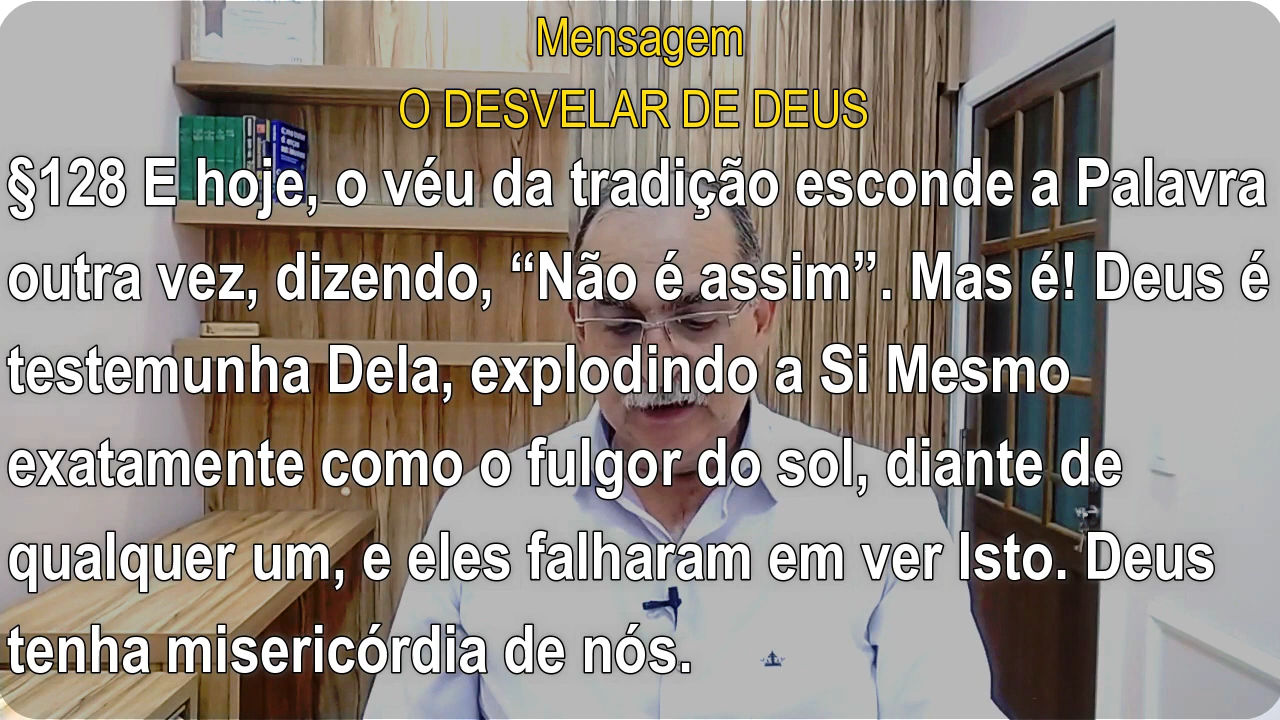 Mensagem
O DESVELAR DE DEUS
§128 E hoje, o véu da tradição esconde a Palavra
outra vez, dizendo, “Não é assim”. Mas é! Deus é
testemunha Dela, explodindo a Si Mesmo
exatamente como o fulgor do sol, diante de
qualquer um, e eles falharam em ver Isto. Deus
tenha misericórdia de nós.